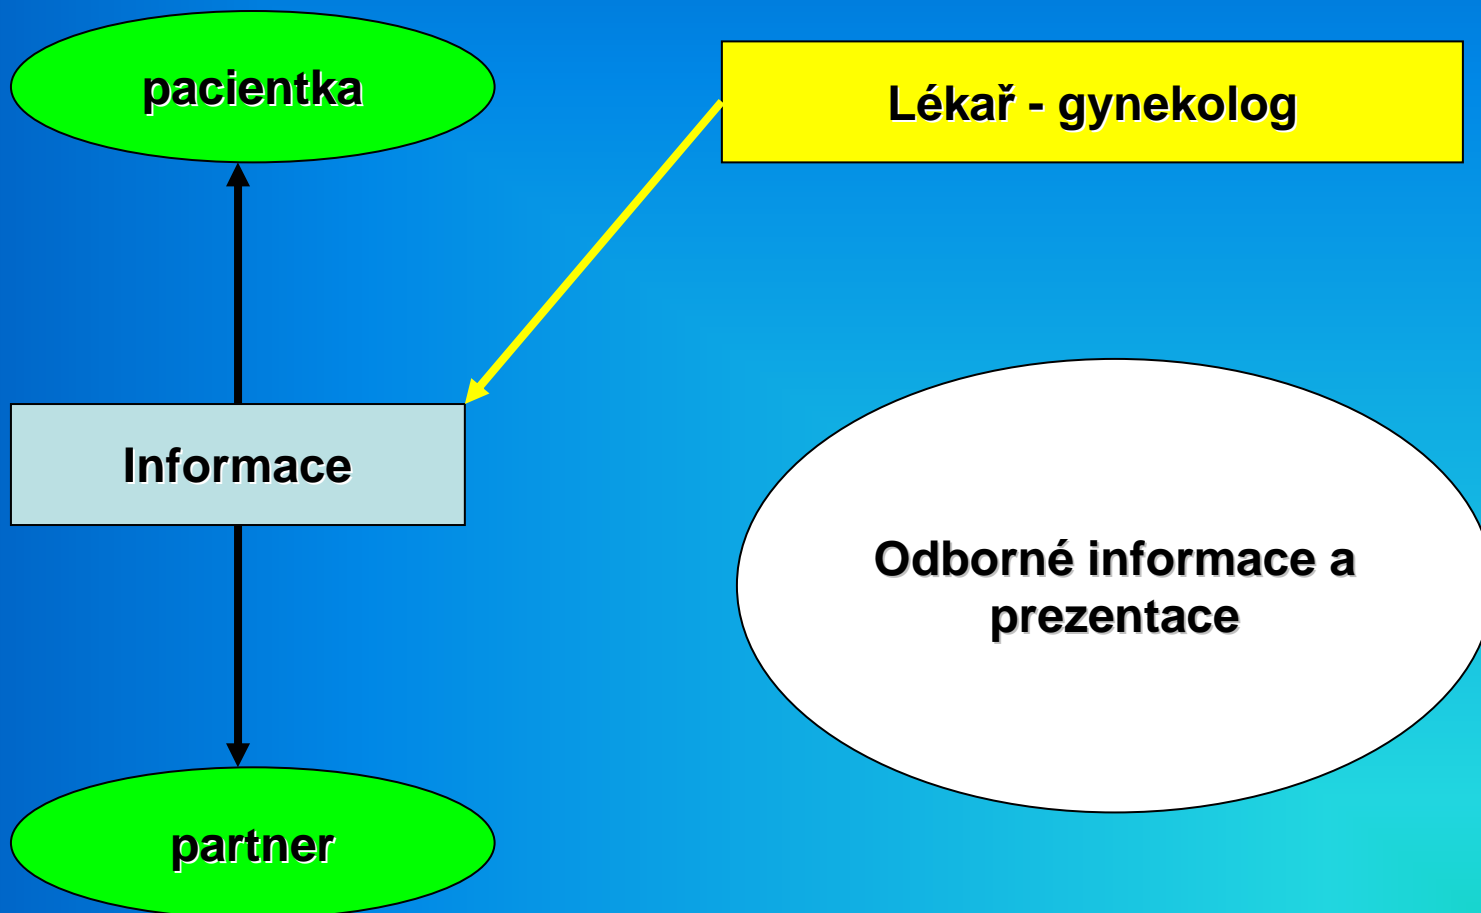 pacientka
Lékař - gynekolog
Informace
Odborné informace a
prezentace
partner